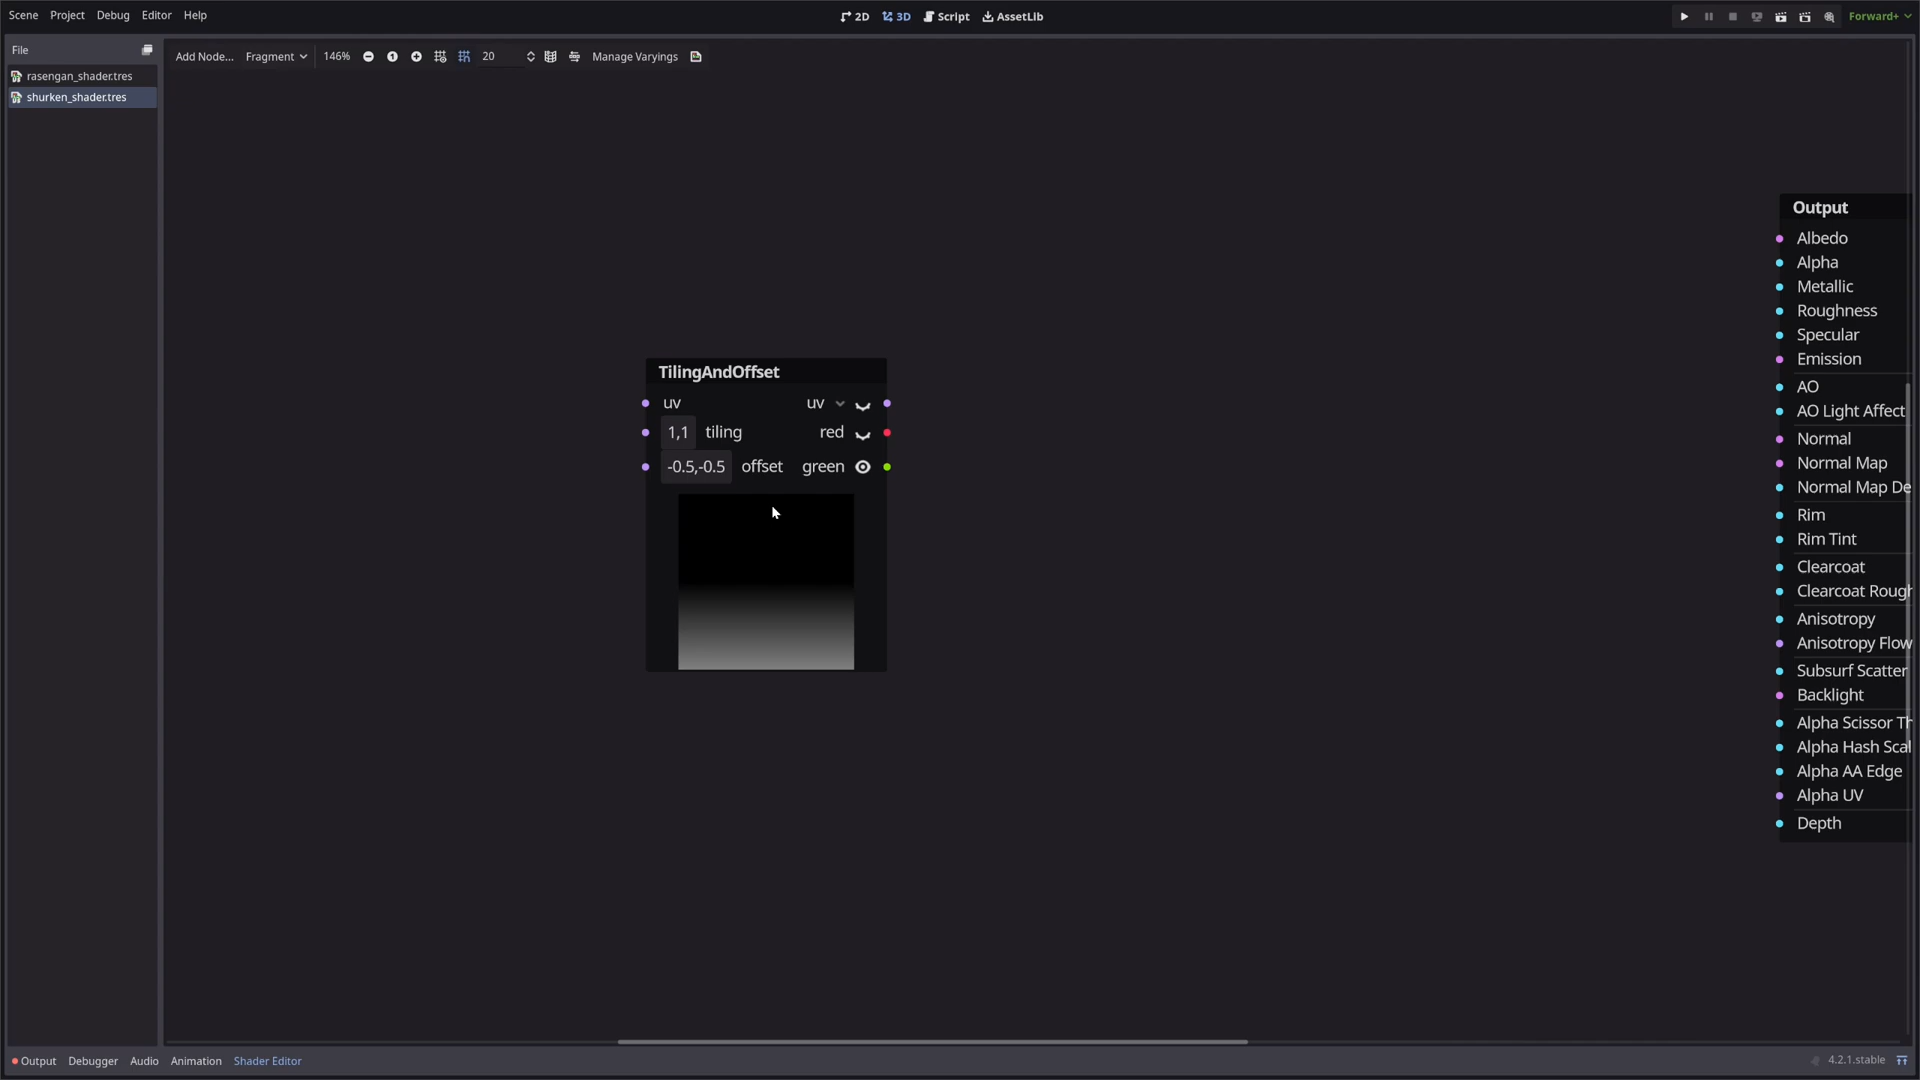 Scene Project Debug Editor Help
2D 3D Script AssetLib
Forward+
File
rasengan_shader.tres
shurken_shader.tres
Add Node... Fragment 146% 20 Manage Varyings
TilingAndOffset
uv uv
1,1 tiling red
-0.5,-0.5 offset green
Output
Albedo
Alpha
Metallic
Roughness
Specular
Emission
AO
AO Light Affect
Normal
Normal Map
Normal Map De
Rim
Rim Tint
Clearcoat
Clearcoat Rough
Anisotropy
Anisotropy Flow
Subsurf Scatter
Backlight
Alpha Scissor Th
Alpha Hash Scal
Alpha AA Edge
Alpha UV
Depth
Output Debugger Audio Animation Shader Editor
4.2.1.stable